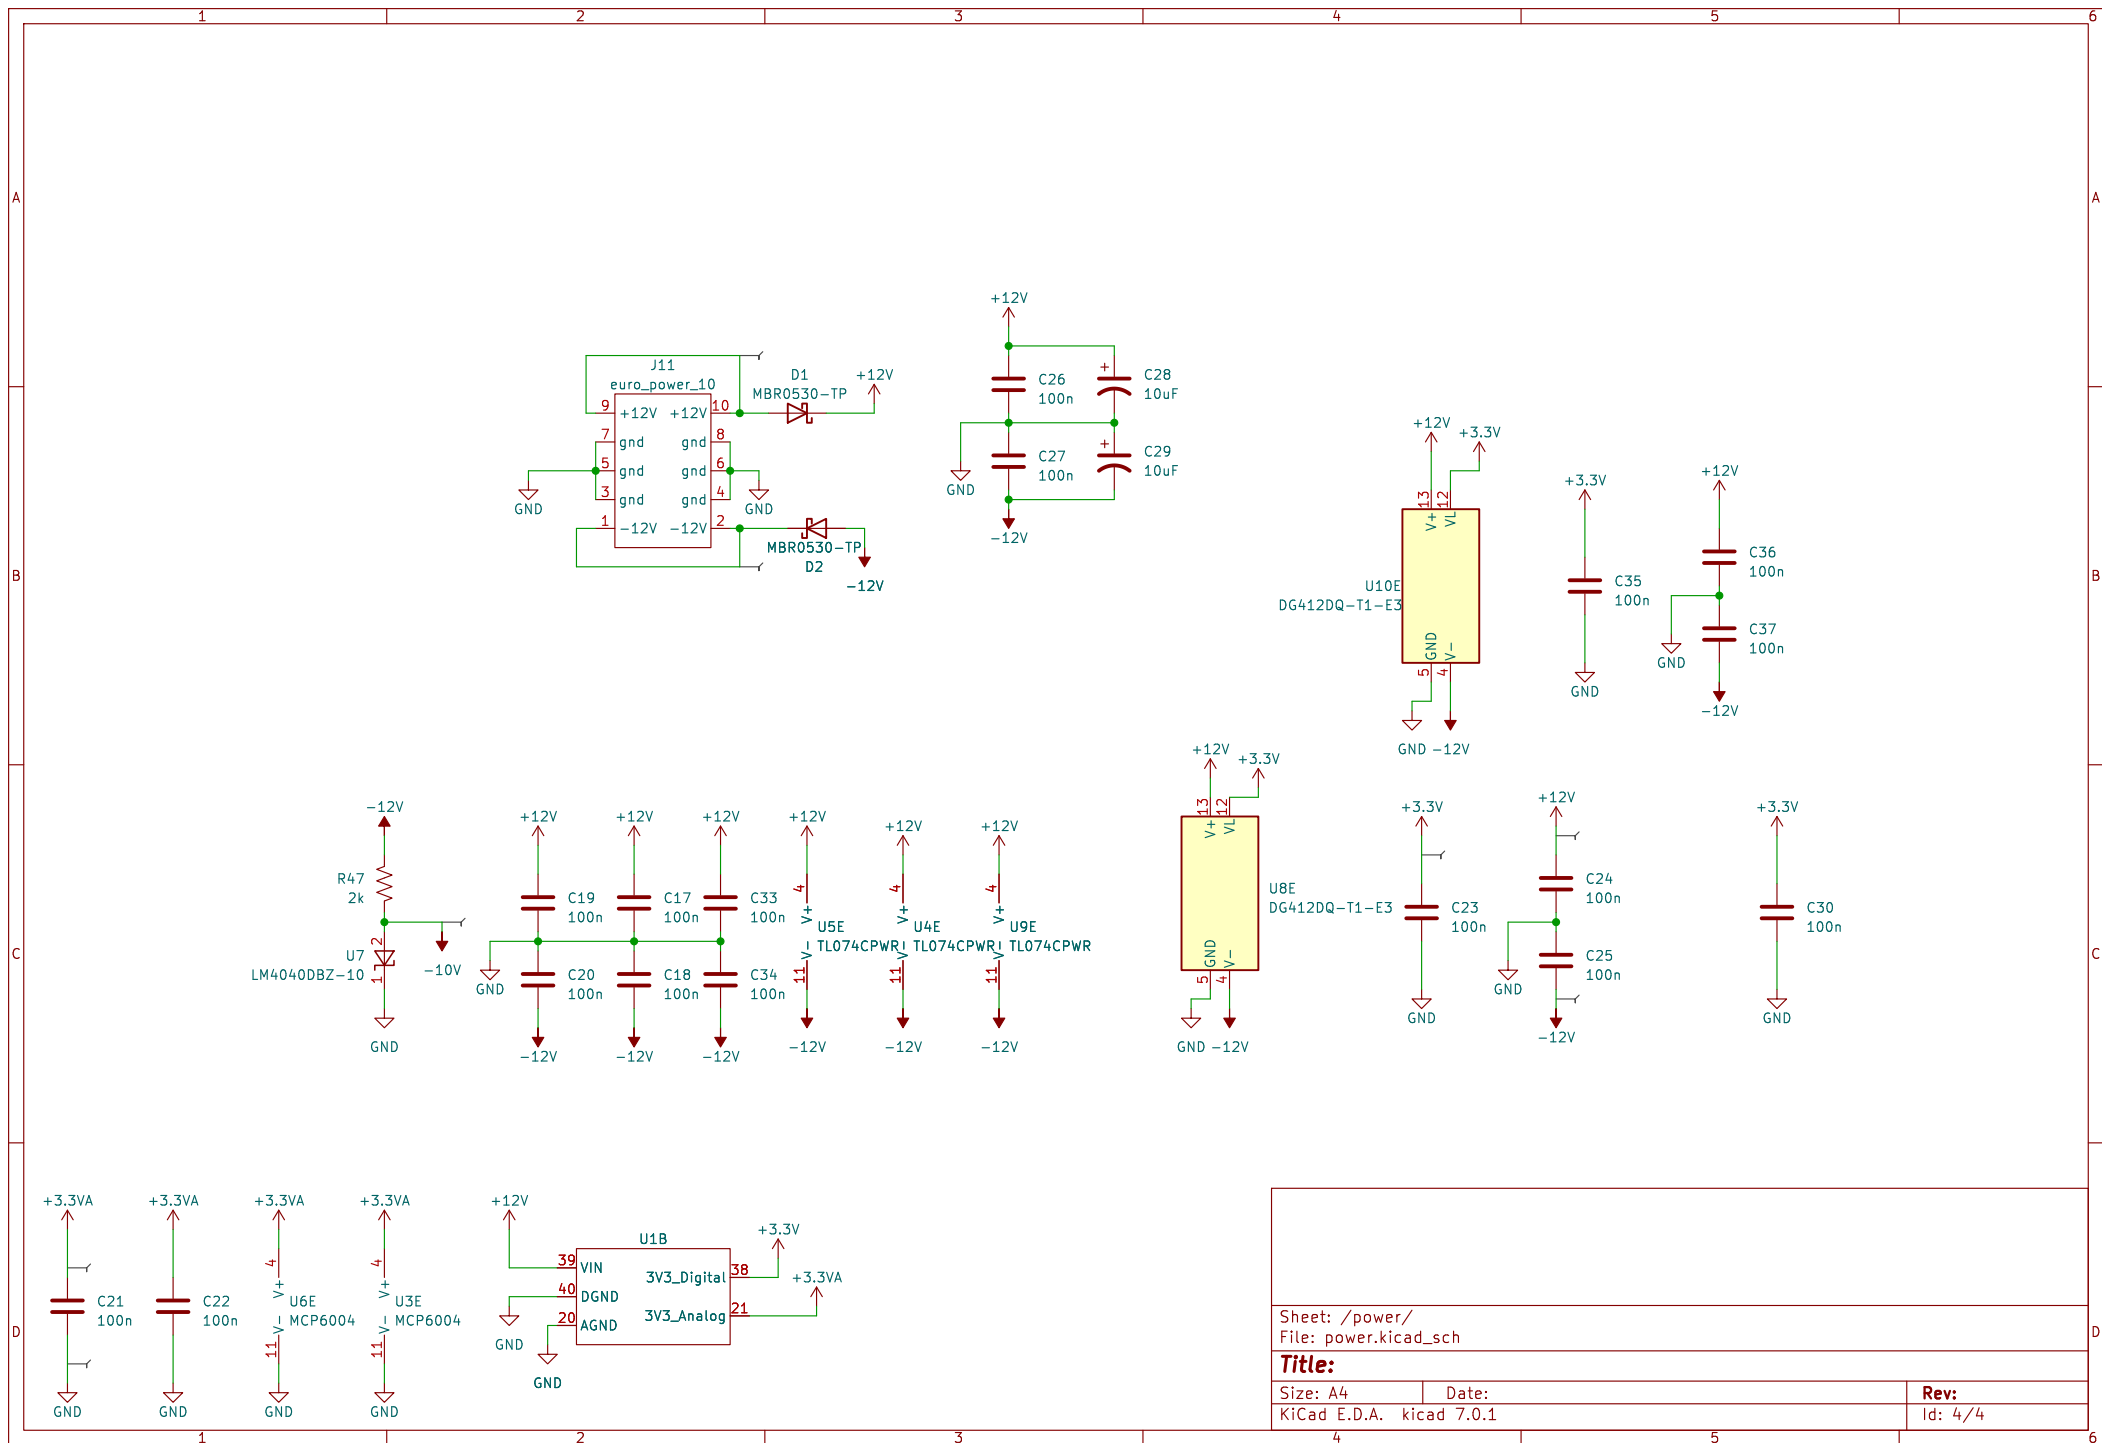 1 2 3 4 5 6
A A
B B
C C
D D
+12V
J11
euro_power_10
9 +12V +12V 10
7 gnd gnd 8
5 gnd gnd 6
3 gnd gnd 4
1 -12V -12V 2
GND
GND
D1
MBR0530-TP
+12V
MBR0530-TP
D2
-12V
C26
100n
+
C28
10uF
C27
100n
+
C29
10uF
GND
-12V
+12V
+3.3V
13 12
V+ VL
U10E
DG412DQ-T1-E3
GND V-
5 4
GND -12V
+3.3V
C35
100n
GND
+12V
C36
100n
C37
100n
GND
-12V
-12V
R47
2k
2
U7
LM4040DBZ-10
1
-10V
GND
+12V
+12V
+12V
C19
100n
C17
100n
C33
100n
C20
100n
C18
100n
C34
100n
GND
-12V
-12V
-12V
+12V
4
V+
U5E
TL074CPWR
V-
11
-12V
+12V
4
V+
U4E
TL074CPWR
V-
11
-12V
+12V
4
V+
U9E
TL074CPWR
V-
11
-12V
+12V
+3.3V
13 12
V+ VL
U8E
DG412DQ-T1-E3
GND V-
5 4
GND -12V
+3.3V
C23
100n
GND
+12V
C24
100n
C25
100n
GND
-12V
+3.3V
C30
100n
GND
+3.3VA
C21
100n
GND
+3.3VA
C22
100n
GND
+3.3VA
4
V+
U6E
MCP6004
V-
11
GND
+3.3VA
4
V+
U3E
MCP6004
V-
11
GND
+12V
U1B
39 VIN
40 DGND
20 AGND
3V3_Digital 38
3V3_Analog 21
+3.3V
+3.3VA
GND
GND
Sheet: /power/
File: power.kicad_sch
Title:
Size: A4 Date: Rev:
KiCad E.D.A. kicad 7.0.1 Id: 4/4
1 2 3 4 5 6